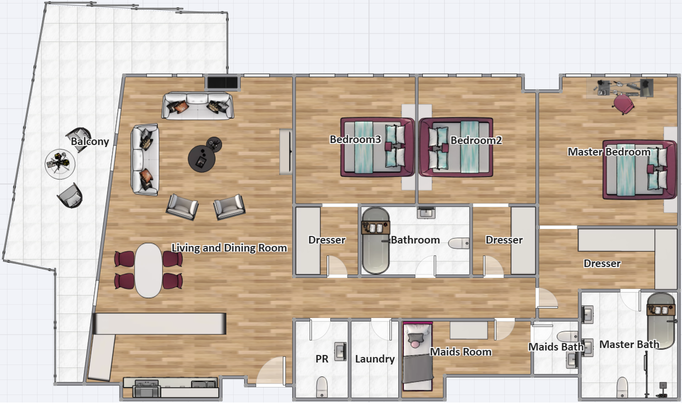 Balcony
Bedroom3
Bedroom2
Master Bedroom
Living and Dining Room
Dresser
Bathroom
Dresser
Dresser
PR
Laundry
Maids Room
Maids Bath
Master Bath